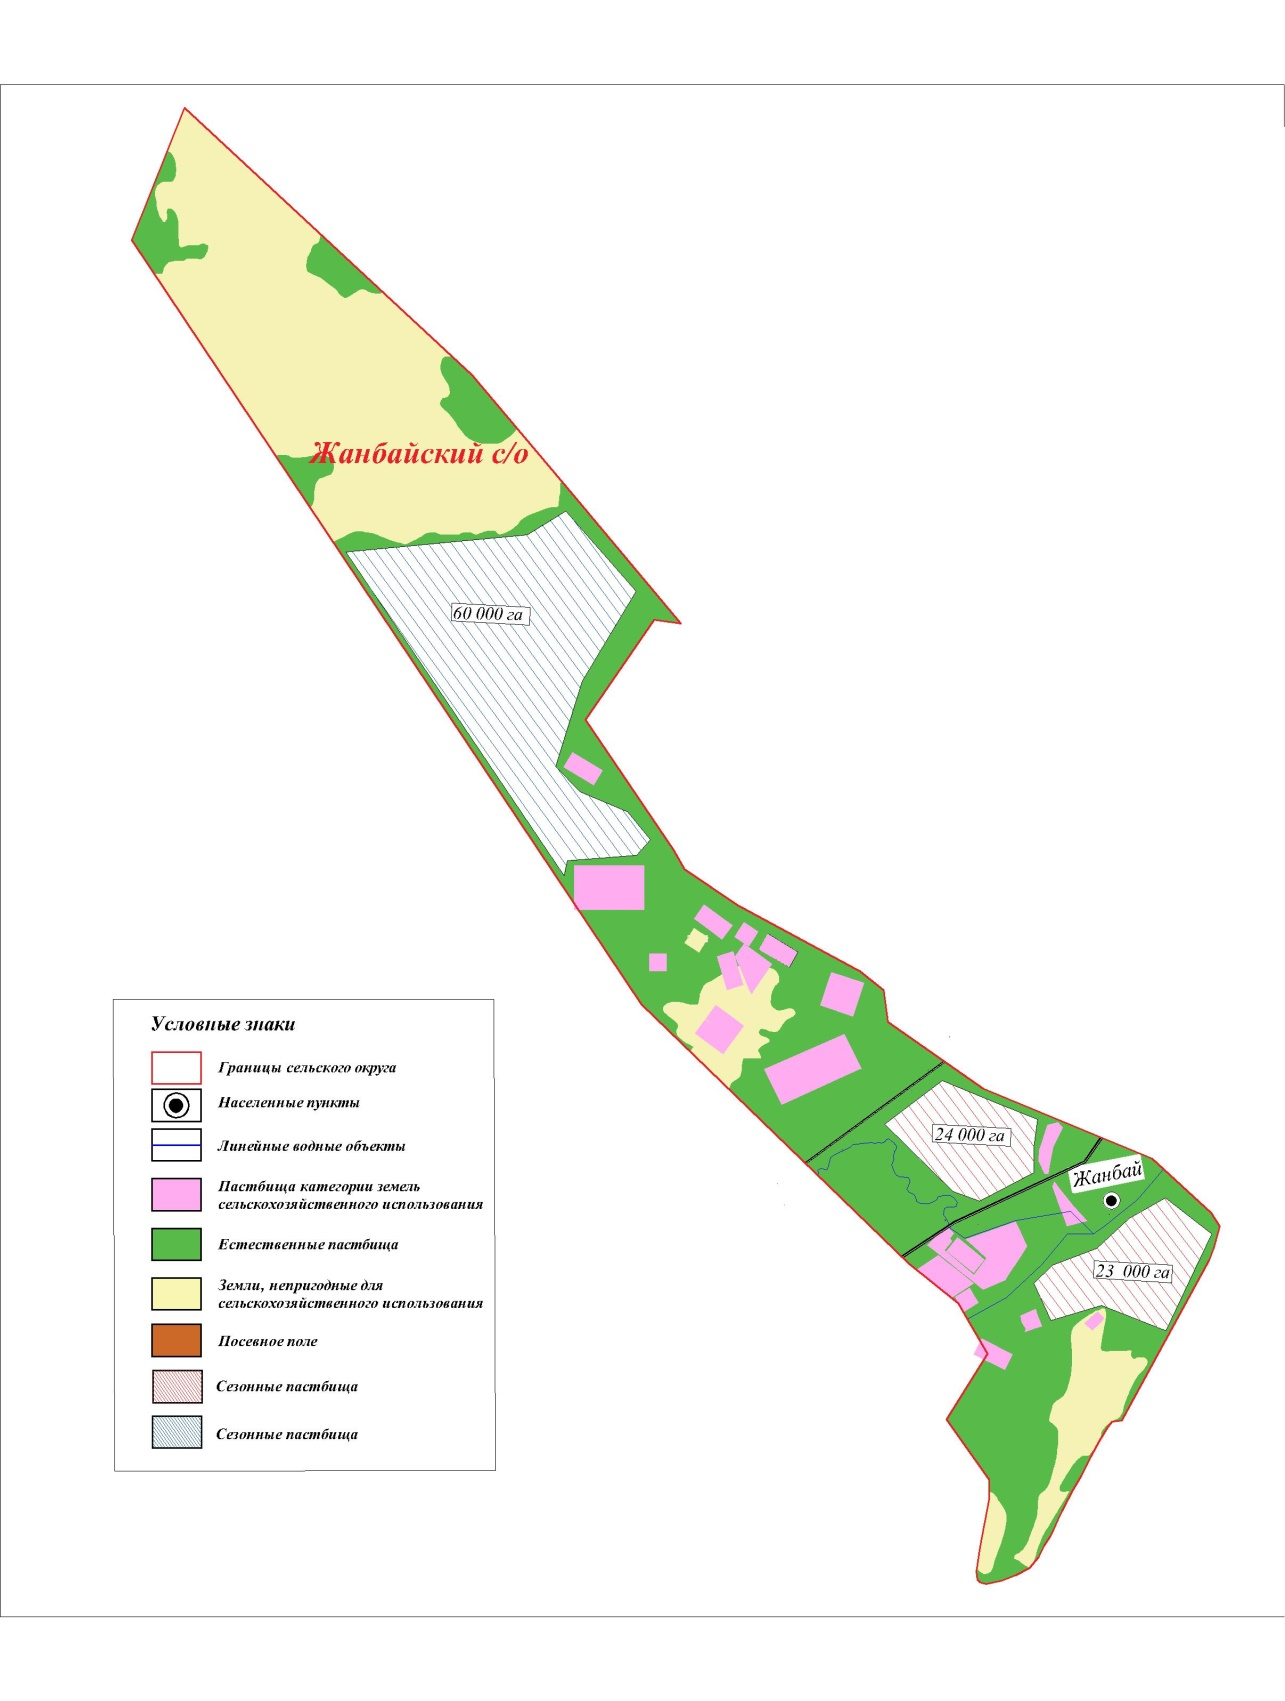 Жанбайский с/о
60 000 га
24 000 га
Жанбай
23 000 га
Условные знаки
Границы сельского округа
Населенные пункты
Линейные водные объекты
Пастбища категории земель
сельскохозяйственного использования
Естественные пастбища
Земли, непригодные для
сельскохозяйственного использования
Посевное поле
Сезонные пастбища
Сезонные пастбища